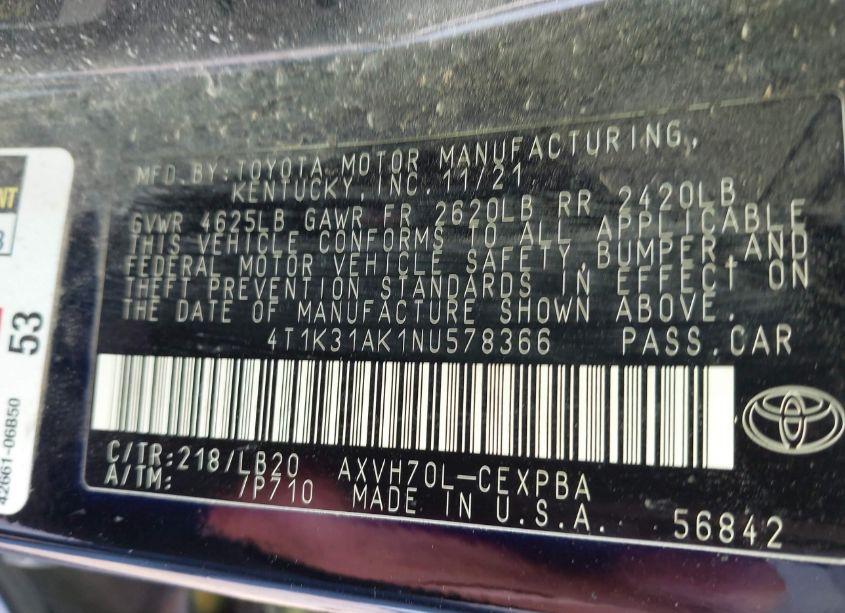 MFD.BY:TOYOTA MOTOR MANUFACTURING,
KENTUCKY,INC.11/21
GVWR 4625LB GAWR FR 2620LB RR 2420LB
THIS VEHICLE CONFORMS TO ALL APPLICABLE
FEDERAL MOTOR VEHICLE SAFETY,BUMPER,AND
THEFT PREVENTION STANDARDS IN EFFECT ON
THE DATE OF MANUFACTURE SHOWN ABOVE.
4T1K31AK1NU578366 PASS.CAR
C/TR:218/LB20 AXVH70L-CEXPBA
A/TM: /P710 MADE IN U.S.A. 56842
53
42661-06B50